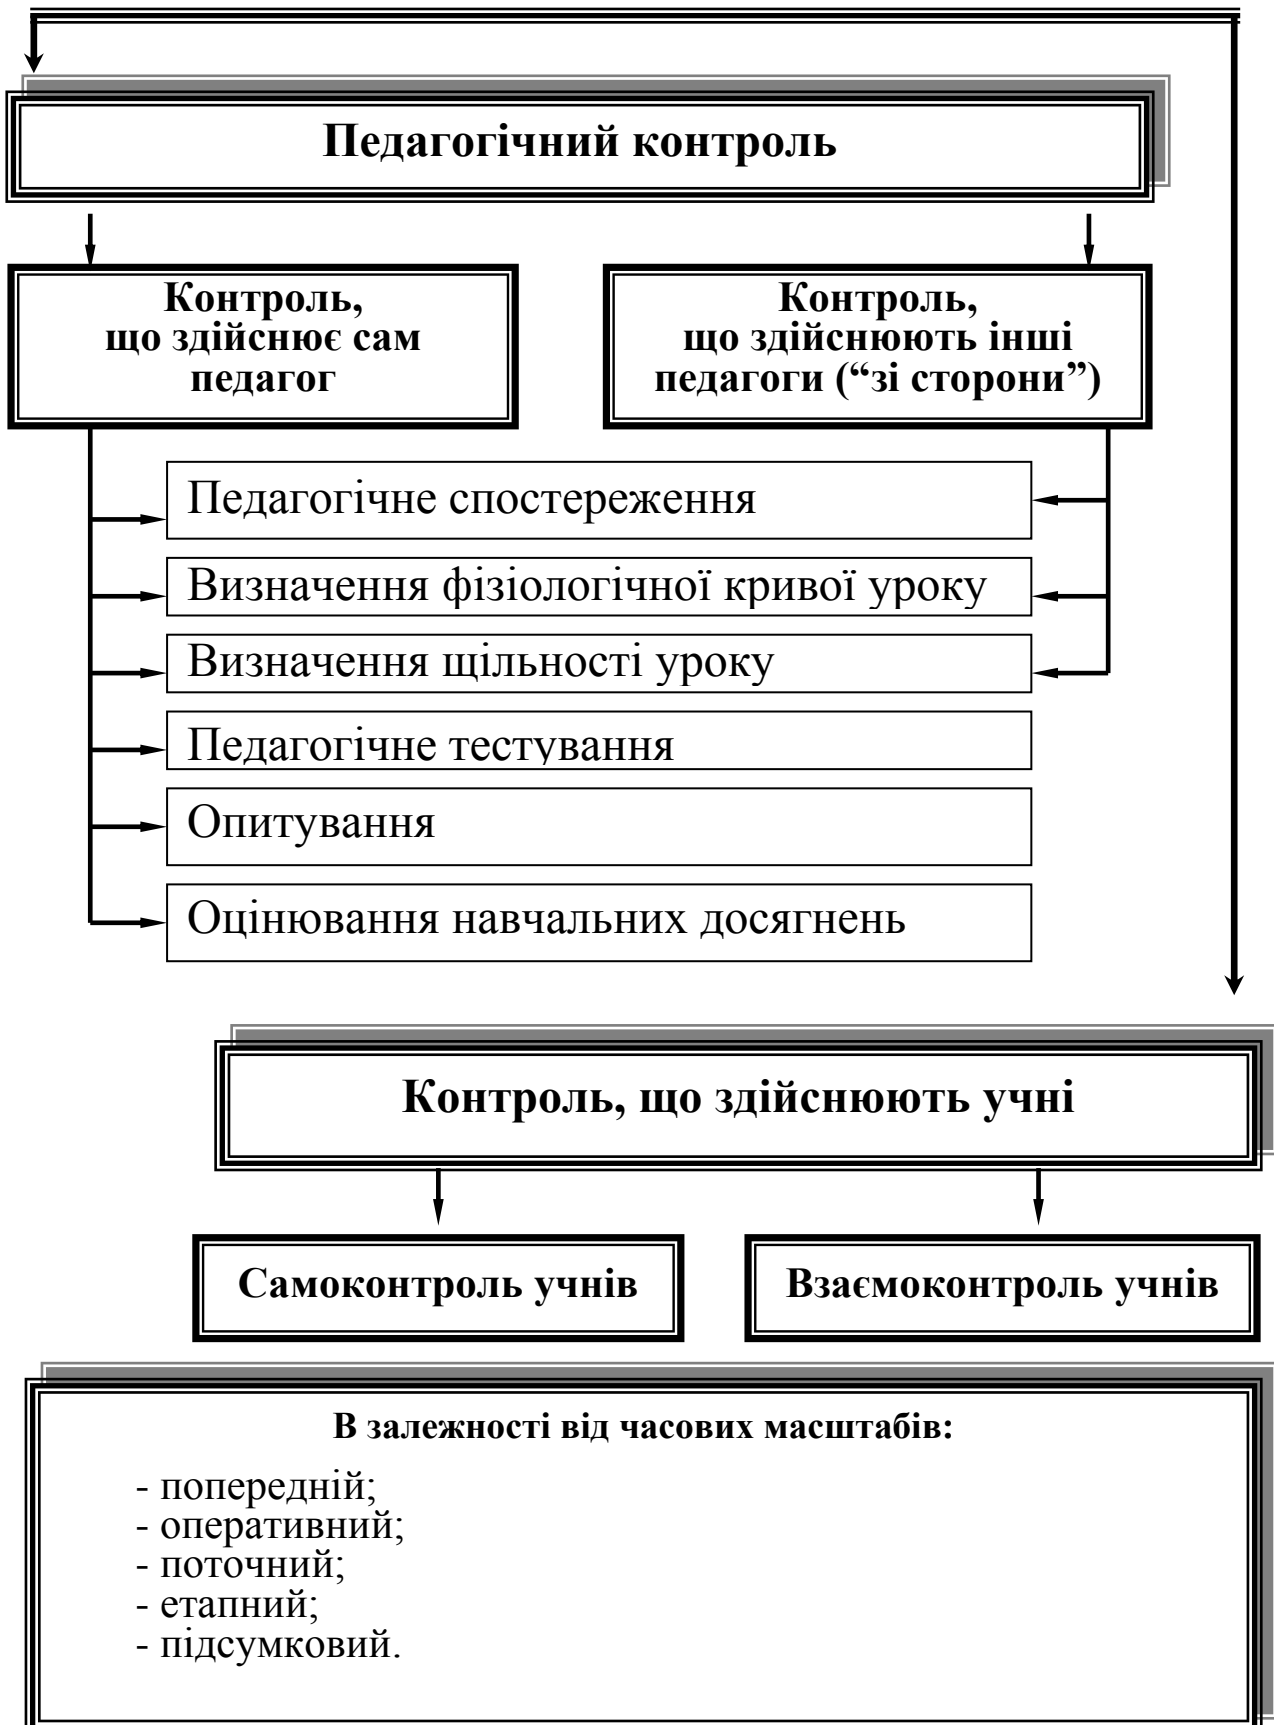 Педагогічний контроль
Контроль,
що здійснює сам
педагог
Контроль,
що здійснюють інші
педагоги (“зі сторони”)
Педагогічне спостереження
Визначення фізіологічної кривої уроку
Визначення щільності уроку
Педагогічне тестування
Опитування
Оцінювання навчальних досягнень
Контроль, що здійснюють учні
Самоконтроль учнів
Взаємоконтроль учнів
В залежності від часових масштабів:
- попередній;
- оперативний;
- поточний;
- етапний;
- підсумковий.